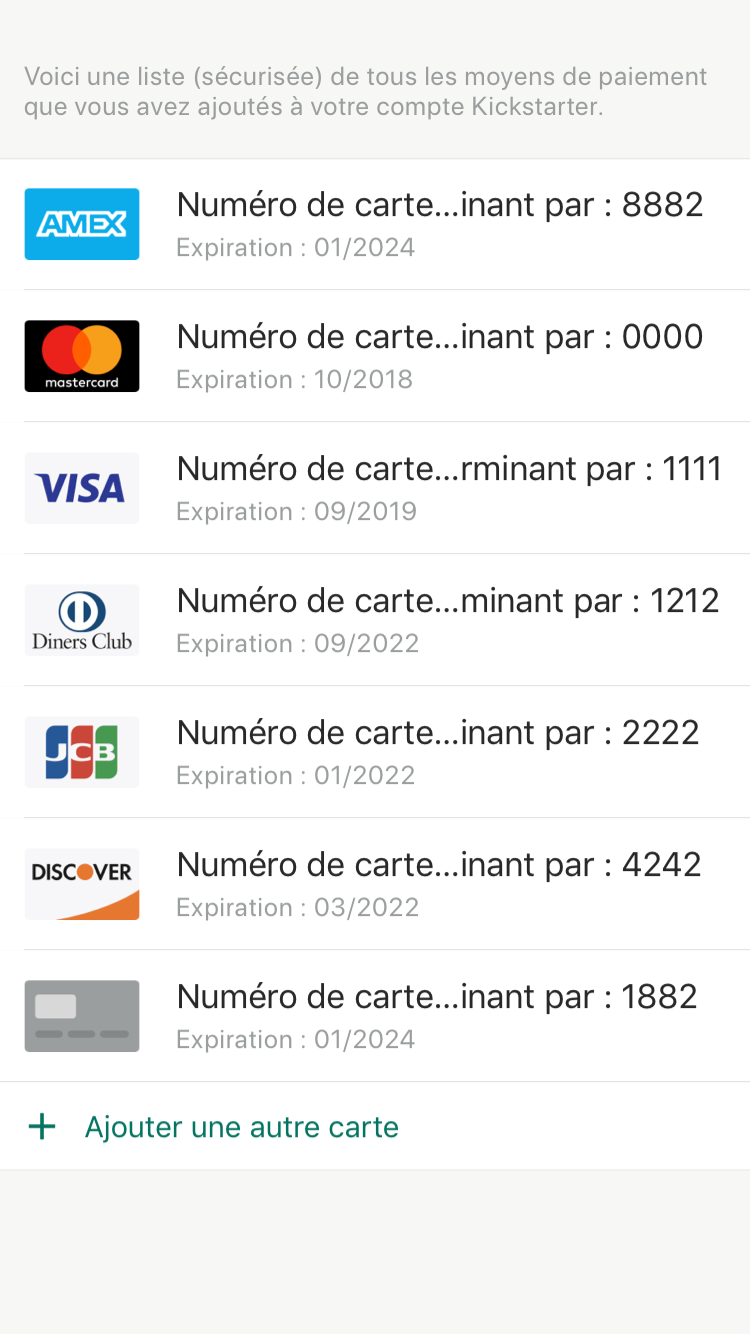 Voici une liste (sécurisée) de tous les moyens de paiement
que vous avez ajoutés à votre compte Kickstarter.
AMEX
Numéro de carte...inant par : 8882
Expiration : 01/2024
mastercard
Numéro de carte...inant par : 0000
Expiration : 10/2018
VISA
Numéro de carte...rminant par : 1111
Expiration : 09/2019
Diners Club
Numéro de carte...minant par : 1212
Expiration : 09/2022
JCB
Numéro de carte...inant par : 2222
Expiration : 01/2022
DISCOVER
Numéro de carte...inant par : 4242
Expiration : 03/2022
Numéro de carte...inant par : 1882
Expiration : 01/2024
+ Ajouter une autre carte